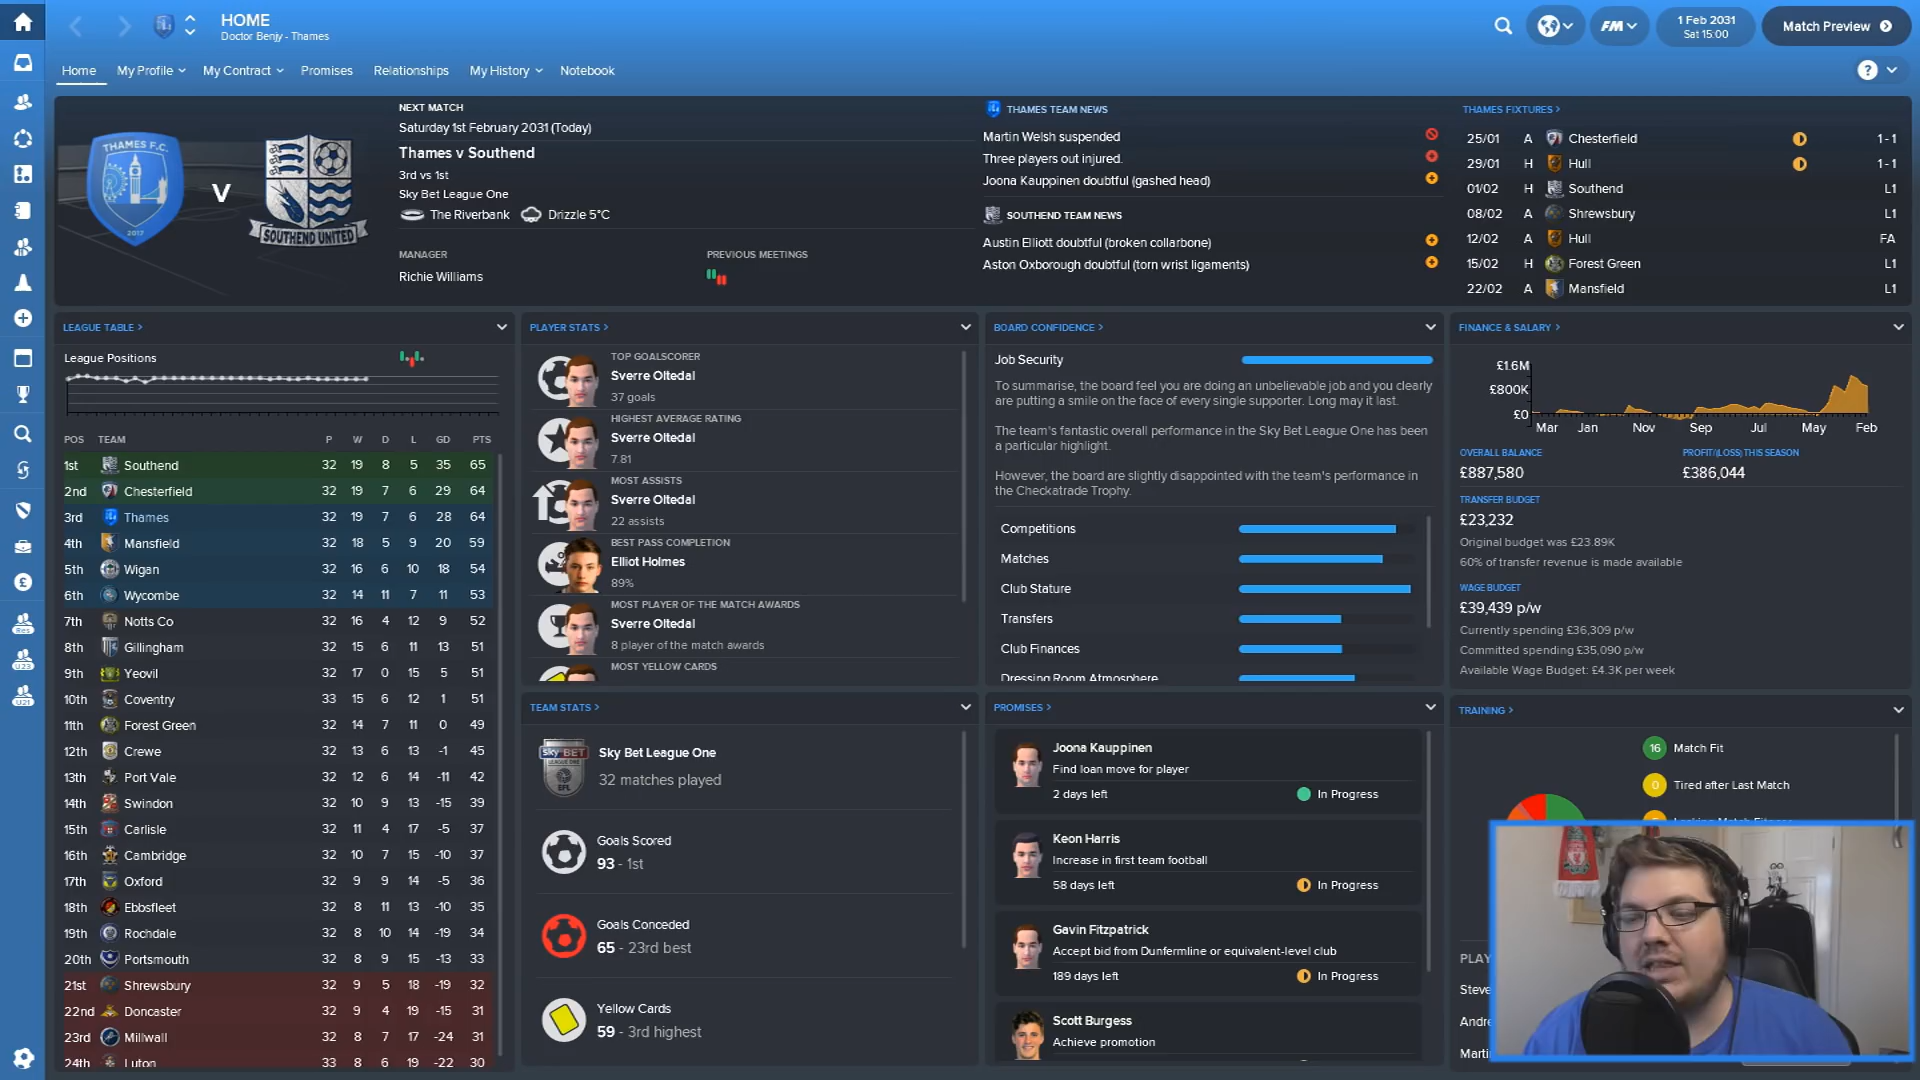 HOME
Doctor Benjy - Thames
FM
1 Feb 2031
Sat 15:00
Match Preview
Home
My Profile
My Contract
Promises
Relationships
My History
Notebook
?
THAMES F.C.
2017
V
SOUTHEND UNITED
NEXT MATCH
Saturday 1st February 2031 (Today)
Thames v Southend
3rd vs 1st
Sky Bet League One
The Riverbank
Drizzle 5°C
MANAGER
Richie Williams
PREVIOUS MEETINGS
THAMES TEAM NEWS
Martin Welsh suspended
Three players out injured.
Joona Kauppinen doubtful (gashed head)
SOUTHEND TEAM NEWS
Austin Elliott doubtful (broken collarbone)
Aston Oxborough doubtful (torn wrist ligaments)
THAMES FIXTURES >
25/01 A Chesterfield 1 - 1
29/01 H Hull 1 - 1
01/02 H Southend L1
08/02 A Shrewsbury L1
12/02 A Hull FA
15/02 H Forest Green L1
22/02 A Mansfield L1
LEAGUE TABLE >
League Positions
POS TEAM P W D L GD PTS
1st Southend 32 19 8 5 35 65
2nd Chesterfield 32 19 7 6 29 64
3rd Thames 32 19 7 6 28 64
4th Mansfield 32 18 5 9 20 59
5th Wigan 32 16 6 10 18 54
6th Wycombe 32 14 11 7 11 53
7th Notts Co 32 16 4 12 9 52
8th Gillingham 32 15 6 11 13 51
9th Yeovil 32 17 0 15 5 51
10th Coventry 33 15 6 12 1 51
11th Forest Green 32 14 7 11 0 49
12th Crewe 32 13 6 13 -1 45
13th Port Vale 32 12 6 14 -11 42
14th Swindon 32 10 9 13 -15 39
15th Carlisle 32 11 4 17 -5 37
16th Cambridge 32 10 7 15 -10 37
17th Oxford 32 9 9 14 -5 36
18th Ebbsfleet 32 8 11 13 -10 35
19th Rochdale 32 8 10 14 -19 34
20th Portsmouth 32 8 9 15 -13 33
21st Shrewsbury 32 9 5 18 -19 32
22nd Doncaster 32 9 4 19 -15 31
23rd Millwall 32 8 7 17 -24 31
24th Luton 33 8 6 19 -22 30
PLAYER STATS >
TOP GOALSCORER
Sverre Oltedal
37 goals
HIGHEST AVERAGE RATING
Sverre Oltedal
7.81
MOST ASSISTS
Sverre Oltedal
22 assists
BEST PASS COMPLETION
Elliot Holmes
89%
MOST PLAYER OF THE MATCH AWARDS
Sverre Oltedal
8 player of the match awards
MOST YELLOW CARDS
TEAM STATS >
sky BET
LEAGUE ONE
EFL
Sky Bet League One
32 matches played
Goals Scored
93 - 1st
Goals Conceded
65 - 23rd best
Yellow Cards
59 - 3rd highest
BOARD CONFIDENCE >
Job Security
To summarise, the board feel you are doing an unbelievable job and you clearly
are putting a smile on the face of every single supporter. Long may it last.
The team's fantastic overall performance in the Sky Bet League One has been
a particular highlight.
However, the board are slightly disappointed with the team's performance in
the Checkatrade Trophy.
Competitions
Matches
Club Stature
Transfers
Club Finances
Dressing Room Atmosphere
PROMISES >
Joona Kauppinen
Find loan move for player
2 days left
In Progress
Keon Harris
Increase in first team football
58 days left
In Progress
Gavin Fitzpatrick
Accept bid from Dunfermline or equivalent-level club
189 days left
In Progress
Scott Burgess
Achieve promotion
FINANCE & SALARY >
£1.6M
£800K
£0
Mar Jan Nov Sep Jul May Feb
OVERALL BALANCE
£887,580
PROFIT/(LOSS) THIS SEASON
£386,044
TRANSFER BUDGET
£23,232
Original budget was £23.89K
60% of transfer revenue is made available
WAGE BUDGET
£39,439 p/w
Currently spending £36,309 p/w
Committed spending £35,090 p/w
Available Wage Budget: £4.3K per week
TRAINING >
16 Match Fit
0 Tired after Last Match
Lacking Match Fitness
PLAY
Steve
Andre
Marti
Res
U23
U21